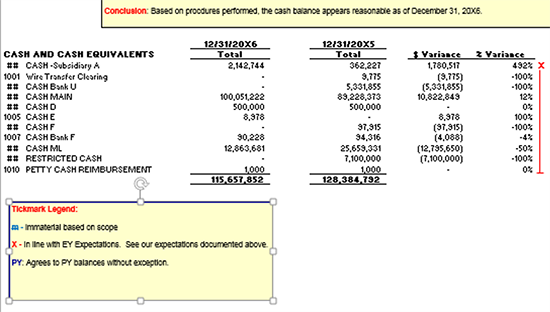 Conclusion: Based on procdures performed, the cash balance appears reasonable as of December 31, 20X6.
12/31/20X6 12/31/20X5
CASH AND CASH EQUIVALENTS Total Total $ Variance % Variance
## CASH -Subsidiary A 2,142,744 362,227 1,780,517 492% X
1001 Wire Transfer Clearing - 9,775 (9,775) -100%
## CASH Bank U - 5,331,855 (5,331,855) -100%
## CASH MAIN 100,051,222 89,228,373 10,822,849 12%
## CASH D 500,000 500,000 - 0%
1005 CASH E 8,978 - 8,978 100%
## CASH F - 97,915 (97,915) -100%
1007 CASH Bank F 90,228 94,316 (4,088) -4%
## CASH ML 12,863,681 25,659,331 (12,795,650) -50%
## RESTRICTED CASH - 7,100,000 (7,100,000) -100%
1010 PETTY CASH REIMBURSEMENT 1,000 1,000 - 0%
115,657,852 128,384,792
Tickmark Legend:
m - Immaterial based on scope
X - In line with EY Expectations. See our expectations documented above.
PY: Agrees to PY balances without exception.